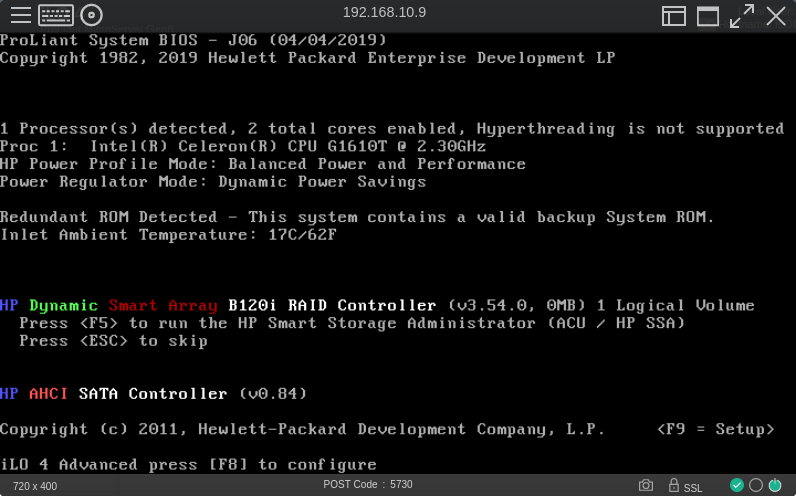 192.168.10.9
ProLiant System BIOS - J06 (04/04/2019)
Copyright 1982, 2019 Hewlett Packard Enterprise Development LP
1 Processor(s) detected, 2 total cores enabled, Hyperthreading is not supported
Proc 1:  Intel(R) Celeron(R) CPU G1610T @ 2.30GHz
HP Power Profile Mode: Balanced Power and Performance
Power Regulator Mode: Dynamic Power Savings
Redundant ROM Detected - This system contains a valid backup System ROM.
Inlet Ambient Temperature: 17C/62F
HP Dynamic Smart Array B120i RAID Controller (v3.54.0, 0MB) 1 Logical Volume
Press <F5> to run the HP Smart Storage Administrator (ACU / HP SSA)
Press <ESC> to skip
HP AHCI SATA Controller (v0.84)
Copyright (c) 2011, Hewlett-Packard Development Company, L.P.     <F9 = Setup>
iLO 4 Advanced press [F8] to configure
720 x 400 POST Code : 5730 SSL